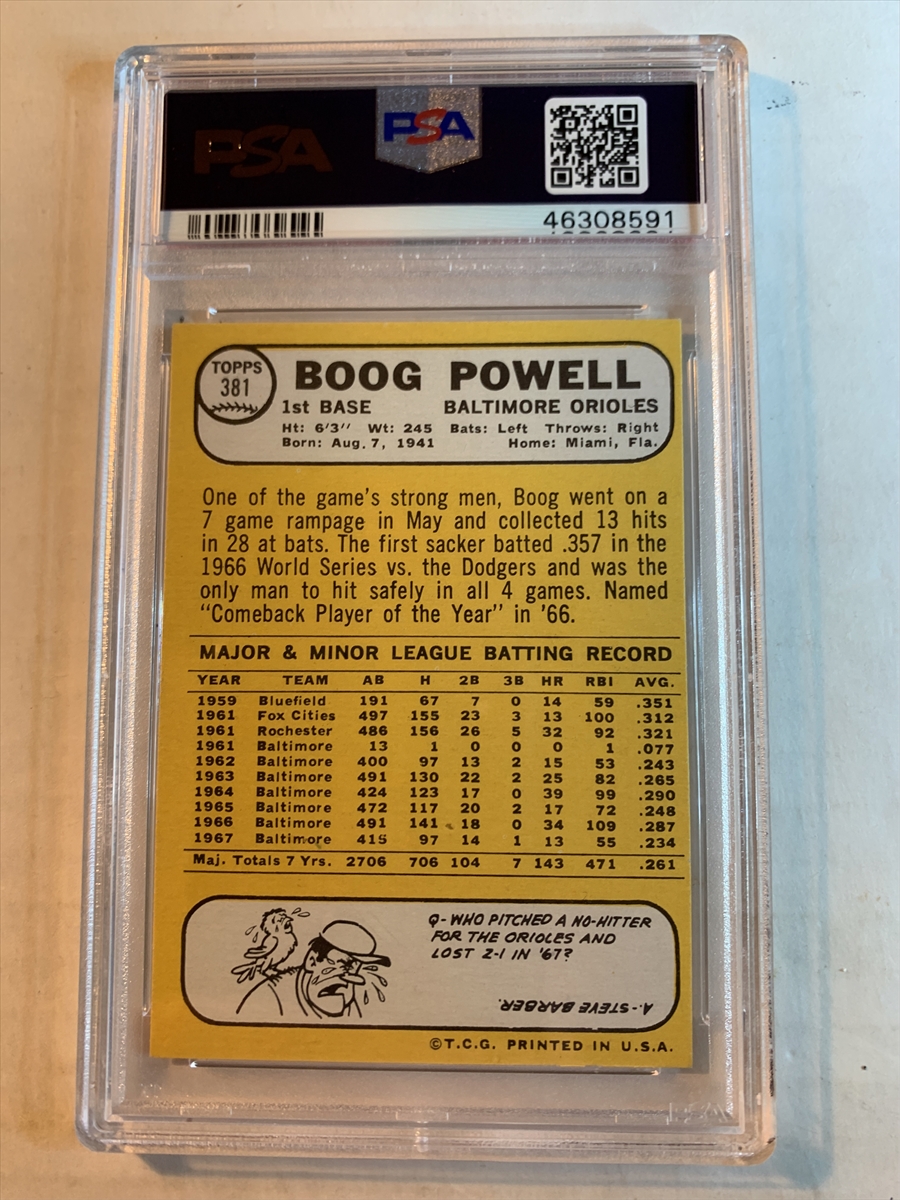 PSA
PSA
46308591
TOPPS
381
BOOG POWELL
1st BASE BALTIMORE ORIOLES
Ht: 6'3" Wt: 245 Bats: Left Throws: Right
Born: Aug. 7, 1941 Home: Miami, Fla.
One of the game's strong men, Boog went on a
7 game rampage in May and collected 13 hits
in 28 at bats. The first sacker batted .357 in the
1966 World Series vs. the Dodgers and was the
only man to hit safely in all 4 games. Named
"Comeback Player of the Year" in '66.
MAJOR & MINOR LEAGUE BATTING RECORD
YEAR TEAM AB H 2B 3B HR RBI AVG.
1959 Bluefield 191 67 7 0 14 59 .351
1961 Fox Cities 497 155 23 3 13 100 .312
1961 Rochester 486 156 26 5 32 92 .321
1961 Baltimore 13 1 0 0 0 1 .077
1962 Baltimore 400 97 13 2 15 53 .243
1963 Baltimore 491 130 22 2 25 82 .265
1964 Baltimore 424 123 17 0 39 99 .290
1965 Baltimore 472 117 20 2 17 72 .248
1966 Baltimore 491 141 18 0 34 109 .287
1967 Baltimore 415 97 14 1 13 55 .234
Maj. Totals 7 Yrs. 2706 706 104 7 143 471 .261
Q- WHO PITCHED A NO-HITTER
FOR THE ORIOLES AND
LOST 2-1 IN '67?
A.- STEVE BARBER.
©T.C.G. PRINTED IN U.S.A.